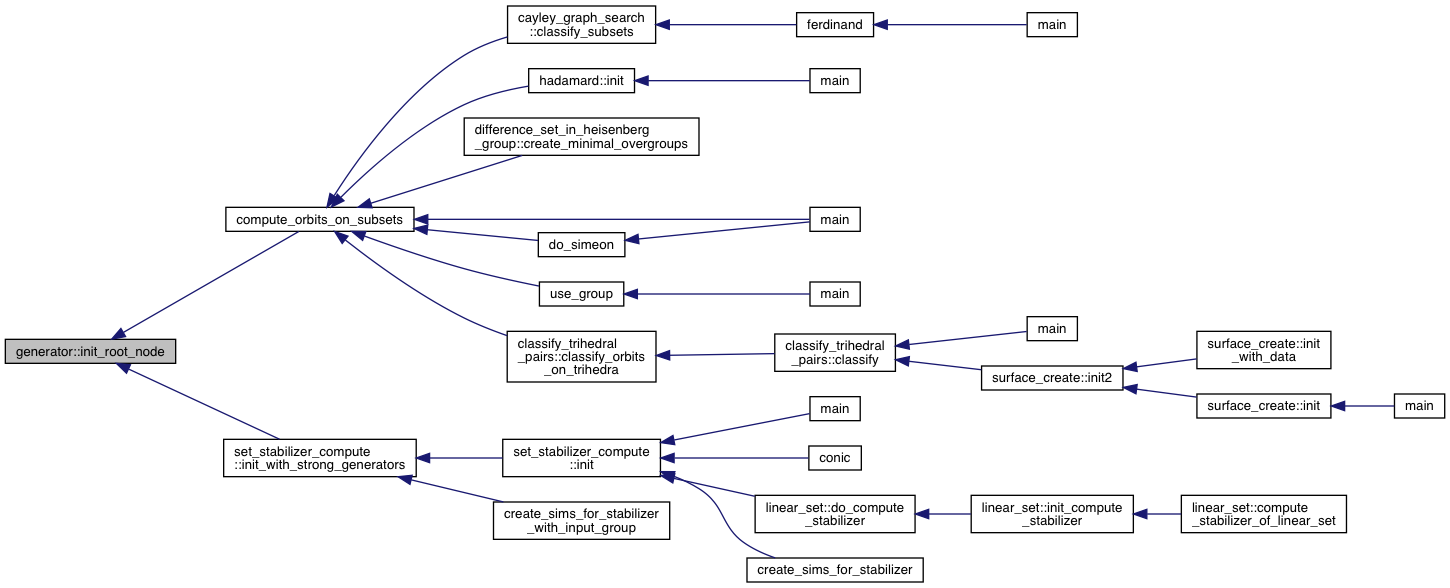 cayley_graph_search
::classify_subsets
ferdinand
main
hadamard::init
main
difference_set_in_heisenberg
_group::create_minimal_overgroups
compute_orbits_on_subsets
main
do_simeon
use_group
main
generator::init_root_node
classify_trihedral
_pairs::classify_orbits
_on_trihedra
classify_trihedral
_pairs::classify
main
surface_create::init2
surface_create::init
_with_data
surface_create::init
main
set_stabilizer_compute
::init_with_strong_generators
set_stabilizer_compute
::init
main
conic
create_sims_for_stabilizer
_with_input_group
linear_set::do_compute
_stabilizer
linear_set::init_compute
_stabilizer
linear_set::compute
_stabilizer_of_linear_set
create_sims_for_stabilizer